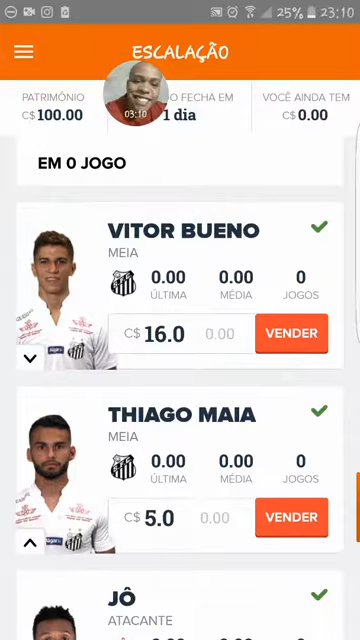 25% 23:10
ESCALAÇÃO
PATRIMÔNIO
C$ 100.00
DO FECHA EM
1 dia
VOCÊ AINDA TEM
C$ 0.00
03:10
EM 0 JOGO
VITOR BUENO
MEIA
0.00 0.00 0
ÚLTIMA MÉDIA JOGOS
C$ 16.0 0.00 VENDER
THIAGO MAIA
MEIA
0.00 0.00 0
ÚLTIMA MÉDIA JOGOS
C$ 5.0 0.00 VENDER
JÔ
ATACANTE